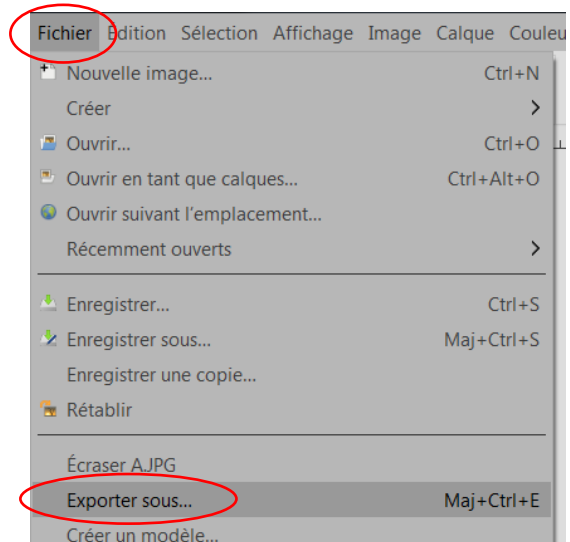 Fichier Edition Sélection Affichage Image Calque Couleu
Nouvelle image... Ctrl+N
Créer >
Ouvrir... Ctrl+O
Ouvrir en tant que calques... Ctrl+Alt+O
Ouvrir suivant l'emplacement...
Récemment ouverts >
Enregistrer... Ctrl+S
Enregistrer sous... Maj+Ctrl+S
Enregistrer une copie...
Rétablir
Écraser A.JPG
Exporter sous... Maj+Ctrl+E
Créer un modèle...